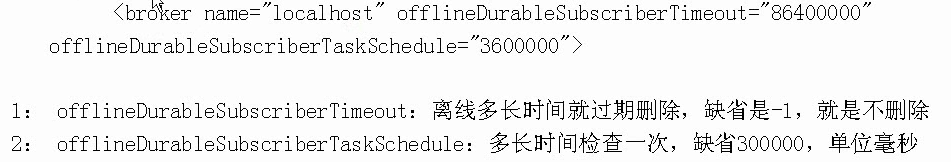 <broker name="localhost" offlineDurableSubscriberTimeout="86400000"
offlineDurableSubscriberTaskSchedule="3600000">
1: offlineDurableSubscriberTimeout：离线多长时间就过期删除，缺省是-1，就是不删除
2: offlineDurableSubscriberTaskSchedule：多长时间检查一次，缺省300000，单位毫秒